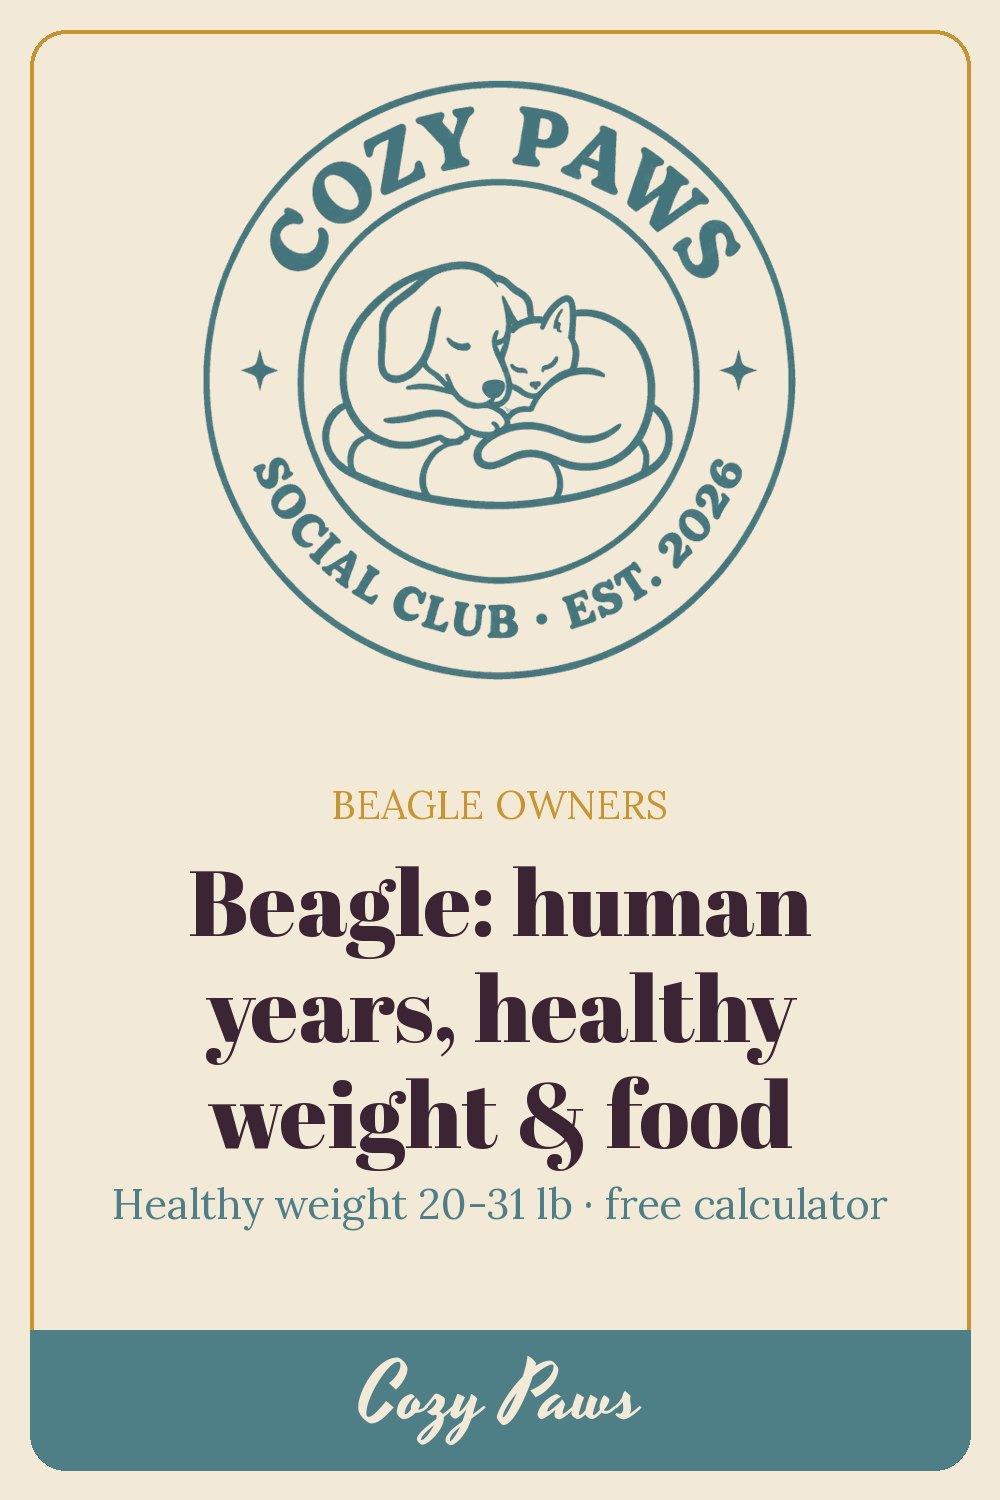 COZY PAWS
SOCIAL CLUB · EST. 2026
BEAGLE OWNERS
Beagle: human
years, healthy
weight & food
Healthy weight 20–31 lb · free calculator
Cozy Paws